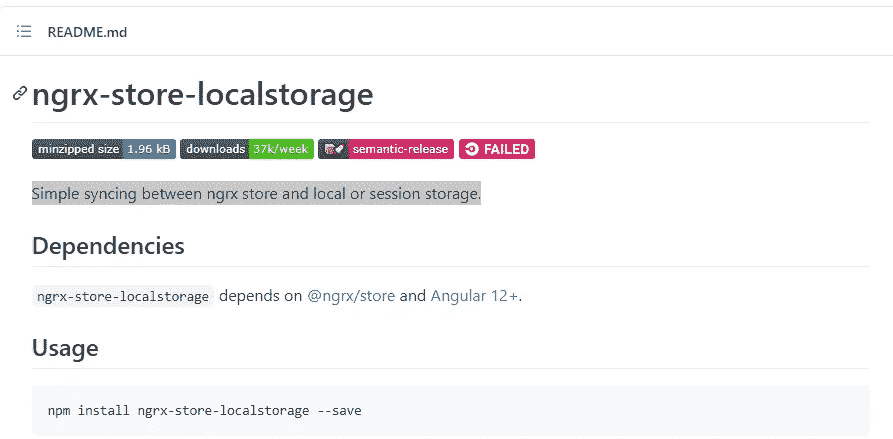 README.md
ngrx-store-localstorage
minzipped size 1.96 kB downloads 37k/week semantic-release FAILED
Simple syncing between ngrx store and local or session storage.
Dependencies
ngrx-store-localstorage depends on @ngrx/store and Angular 12+.
Usage
npm install ngrx-store-localstorage --save